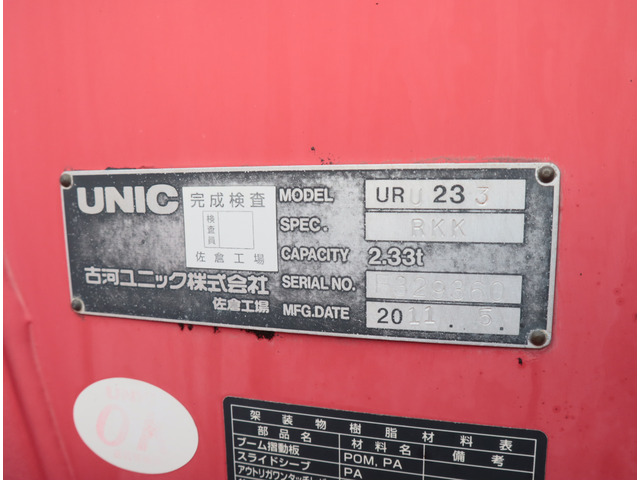 UNIC
完成検査
検査員
佐倉工場
古河ユニック株式会社
佐倉工場
MODEL URU233
SPEC. RKK
CAPACITY 2.33t
SERIAL NO.
MFG.DATE 2011.5
01
架装物樹脂材料表
部品名 材料名 備考
ブーム摺動板
スライドシーブ POM, PA
PA